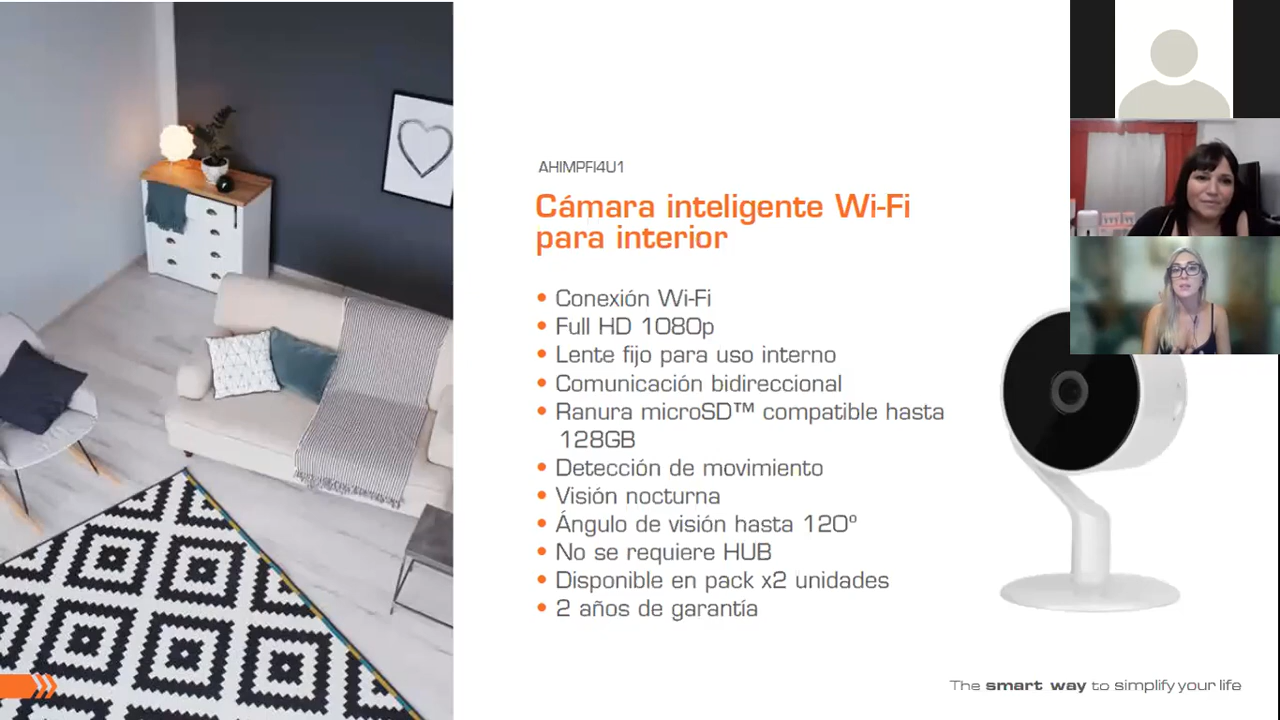 AHIMPFI4U1
Cámara inteligente Wi-Fi
para interior
• Conexión Wi-Fi
• Full HD 1080p
• Lente fijo para uso interno
• Comunicación bidireccional
• Ranura microSD™ compatible hasta
128GB
• Detección de movimiento
• Visión nocturna
• Ángulo de visión hasta 120º
• No se requiere HUB
• Disponible en pack x2 unidades
• 2 años de garantía
The smart way to simplify your life